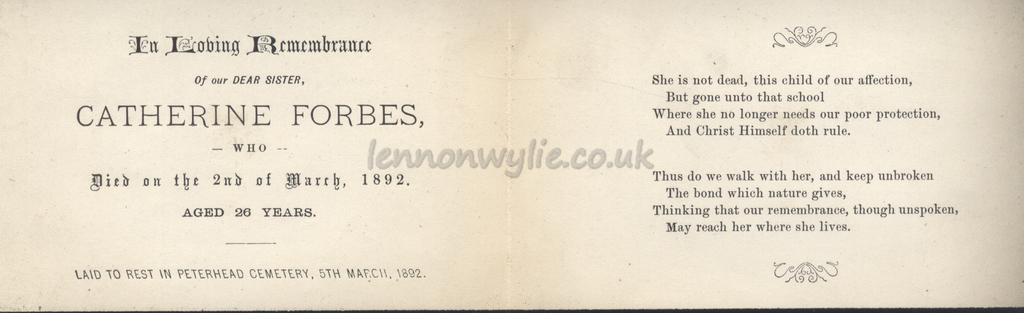 In Loving Remembrance
Of our DEAR SISTER,
CATHERINE FORBES,
— WHO --
Died on the 2nd of March, 1892.
AGED 26 YEARS.
LAID TO REST IN PETERHEAD CEMETERY, 5TH MARCH, 1892.
She is not dead, this child of our affection,
But gone unto that school
Where she no longer needs our poor protection,
And Christ Himself doth rule.
Thus do we walk with her, and keep unbroken
The bond which nature gives,
Thinking that our remembrance, though unspoken,
May reach her where she lives.
lennonwylie.co.uk